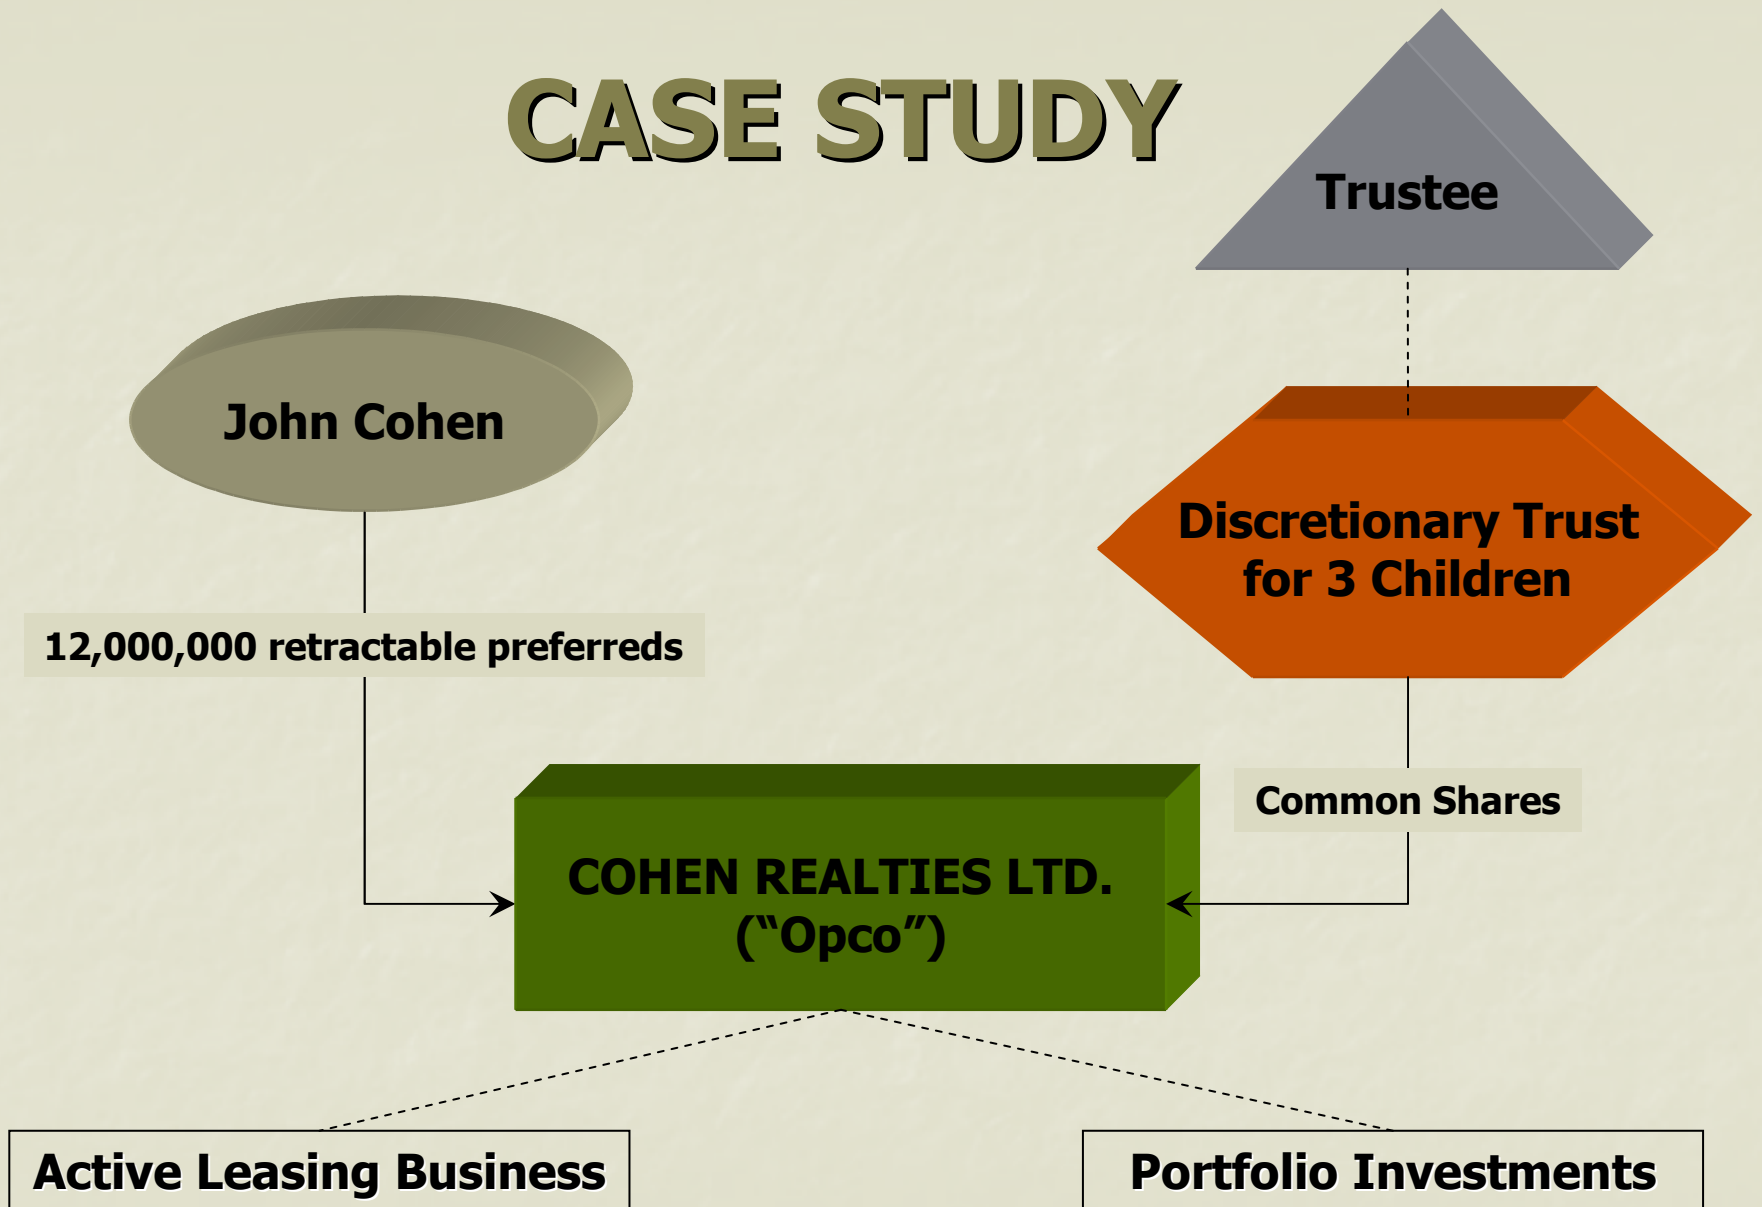 CASE STUDY
Trustee
John Cohen
Discretionary Trust
for 3 Children
12,000,000 retractable preferreds
Common Shares
COHEN REALTIES LTD.
(“Opco”)
Active Leasing Business
Portfolio Investments